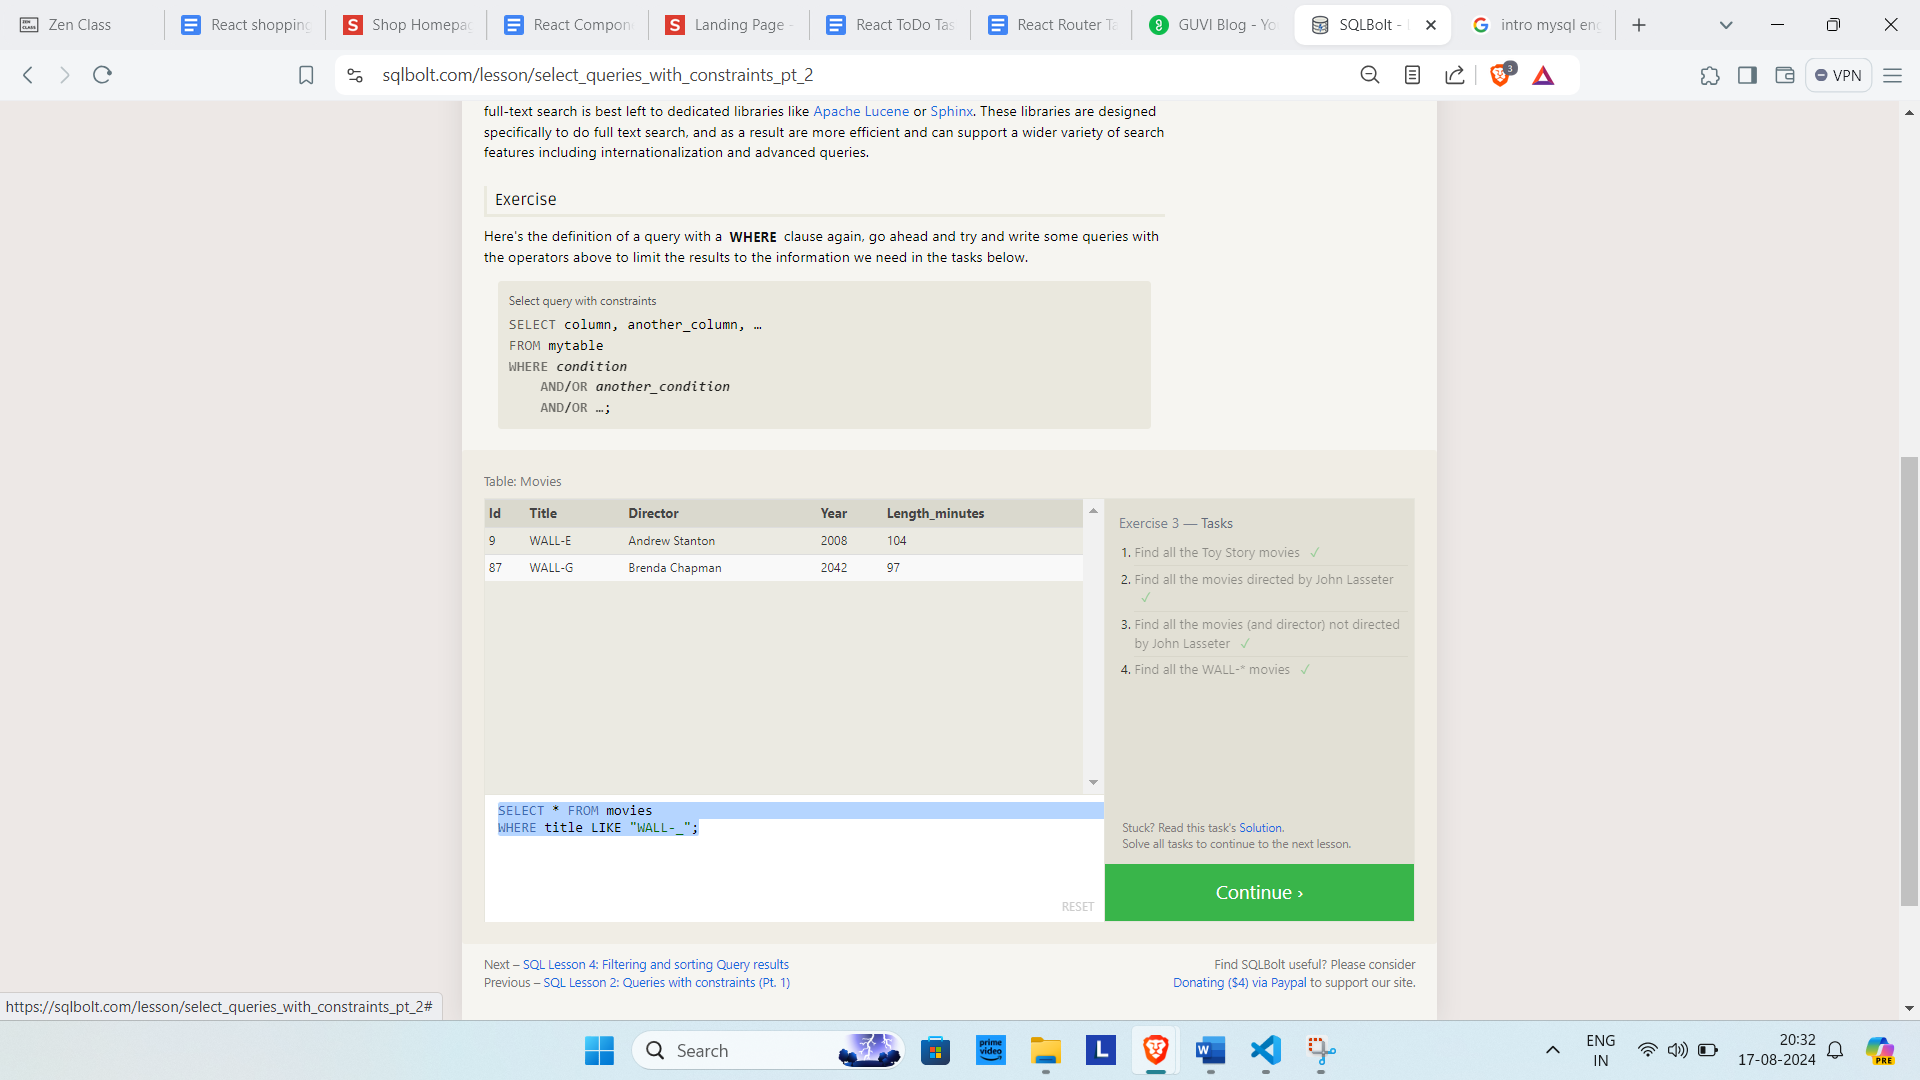 Zen Class
React shopping
Shop Homepag
React Compon
Landing Page -
React ToDo Tas
React Router Ta
GUVI Blog - Yo
SQLBolt -
intro mysql eng
sqlbolt.com/lesson/select_queries_with_constraints_pt_2
3
VPN
full-text search is best left to dedicated libraries like Apache Lucene or Sphinx. These libraries are designed
specifically to do full text search, and as a result are more efficient and can support a wider variety of search
features including internationalization and advanced queries.
Exercise
Here's the definition of a query with a WHERE clause again, go ahead and try and write some queries with
the operators above to limit the results to the information we need in the tasks below.
Select query with constraints
SELECT column, another_column, …
FROM mytable
WHERE condition
AND/OR another_condition
AND/OR …;
Table: Movies
Id Title Director Year Length_minutes
9 WALL-E Andrew Stanton 2008 104
87 WALL-G Brenda Chapman 2042 97
SELECT * FROM movies
WHERE title LIKE "WALL-_";
RESET
Exercise 3 — Tasks
1. Find all the Toy Story movies ✓
2. Find all the movies directed by John Lasseter
✓
3. Find all the movies (and director) not directed
by John Lasseter ✓
4. Find all the WALL-* movies ✓
Stuck? Read this task's Solution.
Solve all tasks to continue to the next lesson.
Continue ›
Next – SQL Lesson 4: Filtering and sorting Query results
Previous – SQL Lesson 2: Queries with constraints (Pt. 1)
Find SQLBolt useful? Please consider
Donating ($4) via Paypal to support our site.
https://sqlbolt.com/lesson/select_queries_with_constraints_pt_2#
Search
prime
video
L
W
ENG
IN
20:32
17-08-2024
PRE